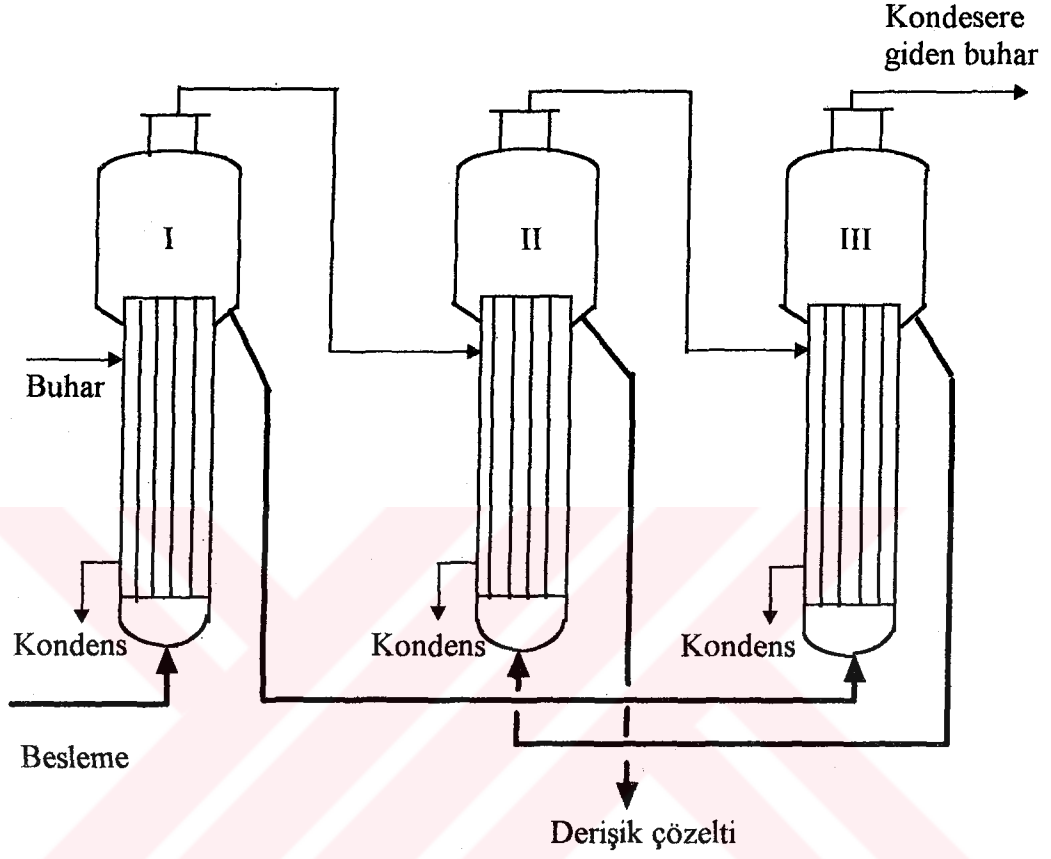 Kondesere
giden buhar
I
II
III
Buhar
Kondens
Kondens
Kondens
Besleme
Derişik çözelti